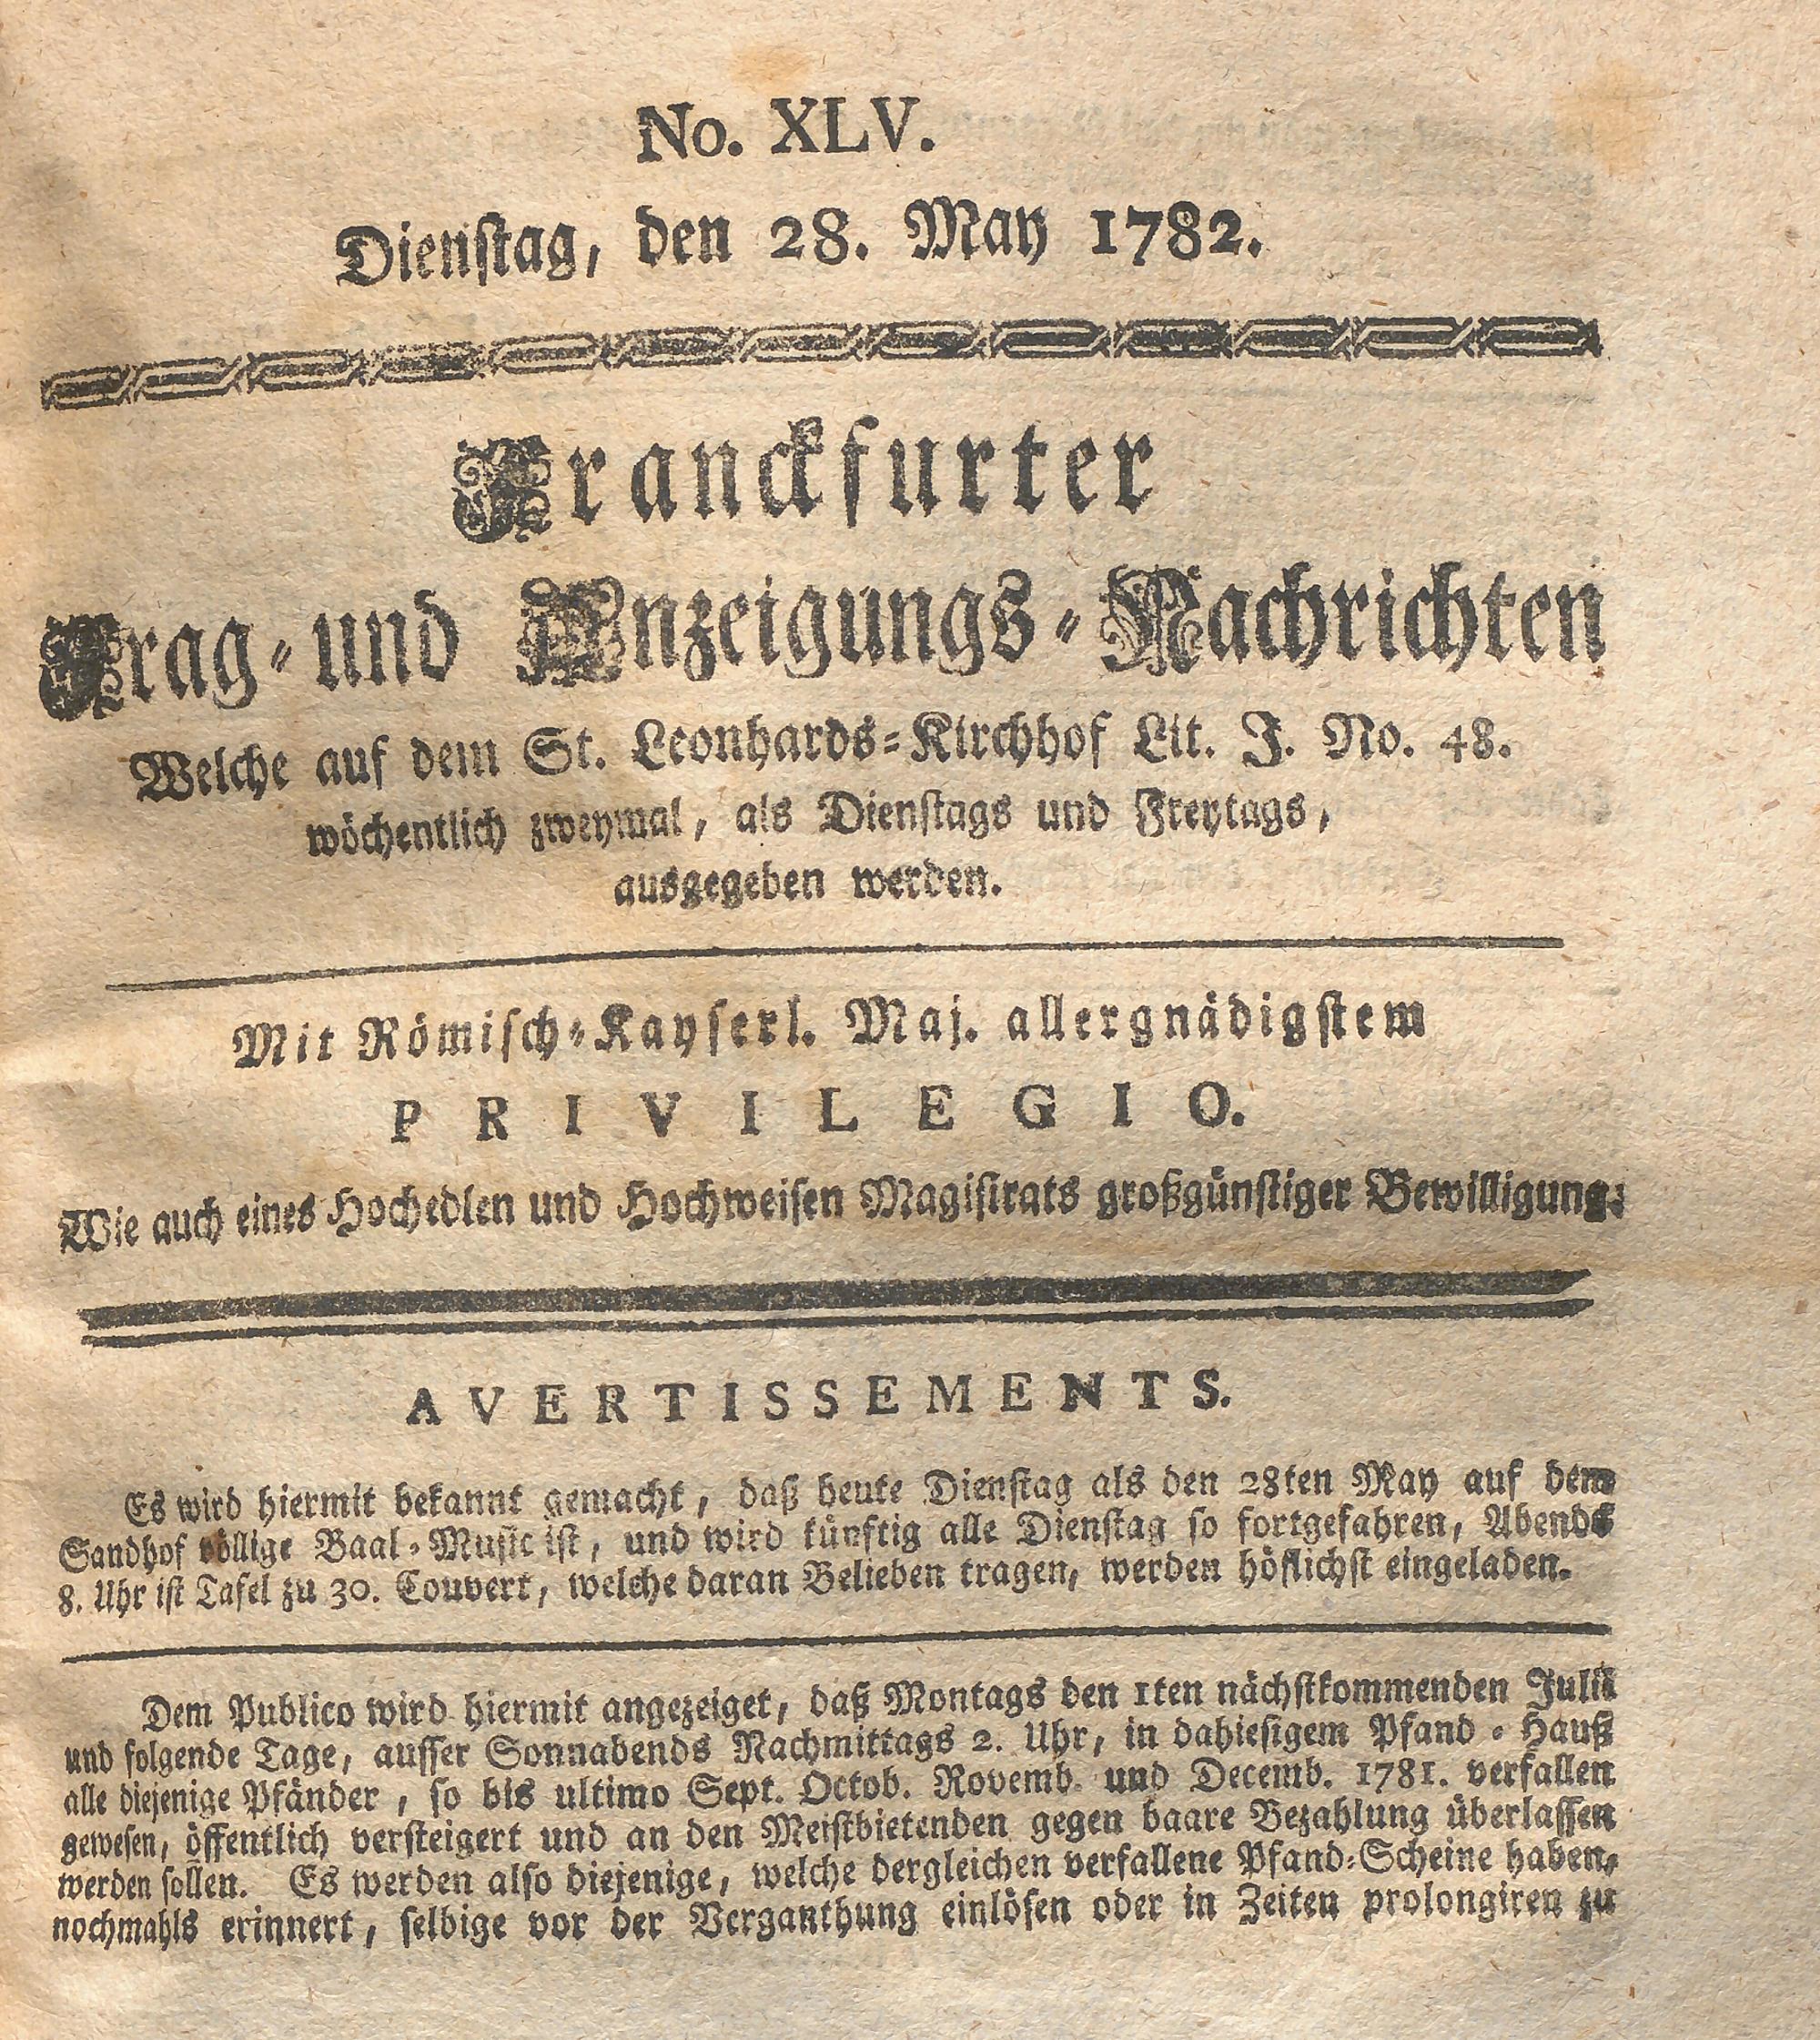 No. XLV.
Dienstag, den 28. May 1782.
Franckfurter
Frag- und Anzeigungs-Nachrichten
Welche auf dem St. Leonhards-Kirchhof Lit. J. No. 48.
wöchentlich zweymal, als Dienstags und Freytags,
ausgegeben werden.
Mit Römisch-Kayserl. Maj. allergnädigstem
PRIVILEGIO.
Wie auch eines Hochedlen und Hochweisen Magistrats großgünstiger Bewilligung.
AVERTISSEMENTS.
Es wird hiermit bekannt gemacht, daß heute Dienstag als den 28ten May auf dem
Sandhof völlige Baal-Music ist, und wird künftig alle Dienstag so fortgefahren, Abends
8. Uhr ist Tafel zu 30. Couvert, welche daran Belieben tragen, werden höflichst eingeladen.
Dem Publico wird hiermit angezeiget, daß Montags den 1ten nächstkommenden Julii
und folgende Tage, ausser Sonnabends Nachmittags 2. Uhr, in dahiesigem Pfand-Hauß
alle diejenige Pfänder, so bis ultimo Sept. Octob. Novemb. und Decemb. 1781. verfallen
gewesen, öffentlich versteigert und an den Meistbietenden gegen baare Bezahlung überlassen
werden sollen. Es werden also diejenige, welche dergleichen verfallene Pfand-Scheine haben,
nochmahls erinnert, selbige vor der Verganthung einlösen oder in Zeiten prolongiren zu